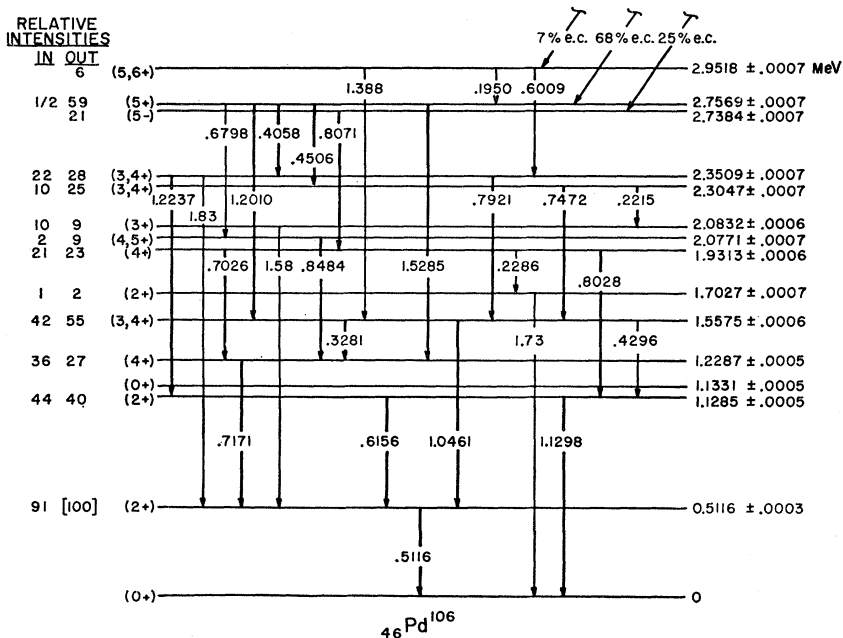 RELATIVE
INTENSITIES
IN OUT
7% e.c. 68% e.c. 25% e.c.
6 (5,6+) 2.9518 ±.0007 MeV
1.388 .1950 .6009
1/2 59 (5+) 2.7569 ±.0007
21 (5-) 2.7384 ±.0007
.6798 .4058 .8071
.4506
22 28 (3,4+) 2.3509 ±.0007
10 25 (3,4+) 2.3047 ±.0007
1.2237 1.83 1.2010 .7921 .7472 .2215
10 9 (3+) 2.0832 ±.0006
2 9 (4,5+) 2.0771 ±.0007
21 23 (4+) 1.9313 ±.0006
.7026 1.58 .8484 1.5285 .2286 .8028
1 2 (2+) 1.7027 ±.0007
42 55 (3,4+) 1.5575 ±.0006
.3281 1.73 .4296
36 27 (4+) 1.2287 ±.0005
(0+) 1.1331 ±.0005
44 40 (2+) 1.1285 ±.0005
.7171 .6156 1.0461 1.1298
91 [100] (2+) 0.5116 ±.0003
.5116
(0+) 0
46Pd106